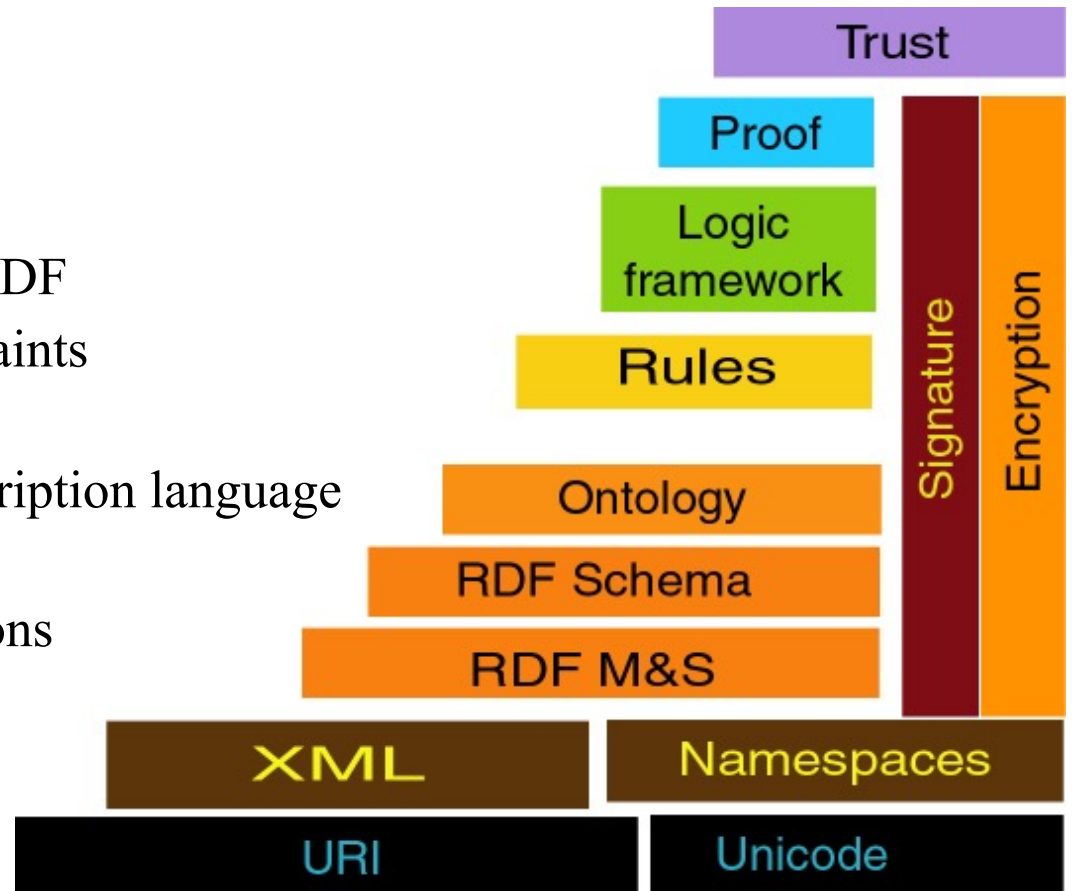 Trust
Proof
Logic
framework
DF
aints
Rules
Signature
Encryption
ription language
Ontology
RDF Schema
ons
RDF M&S
XML
Namespaces
URI
Unicode